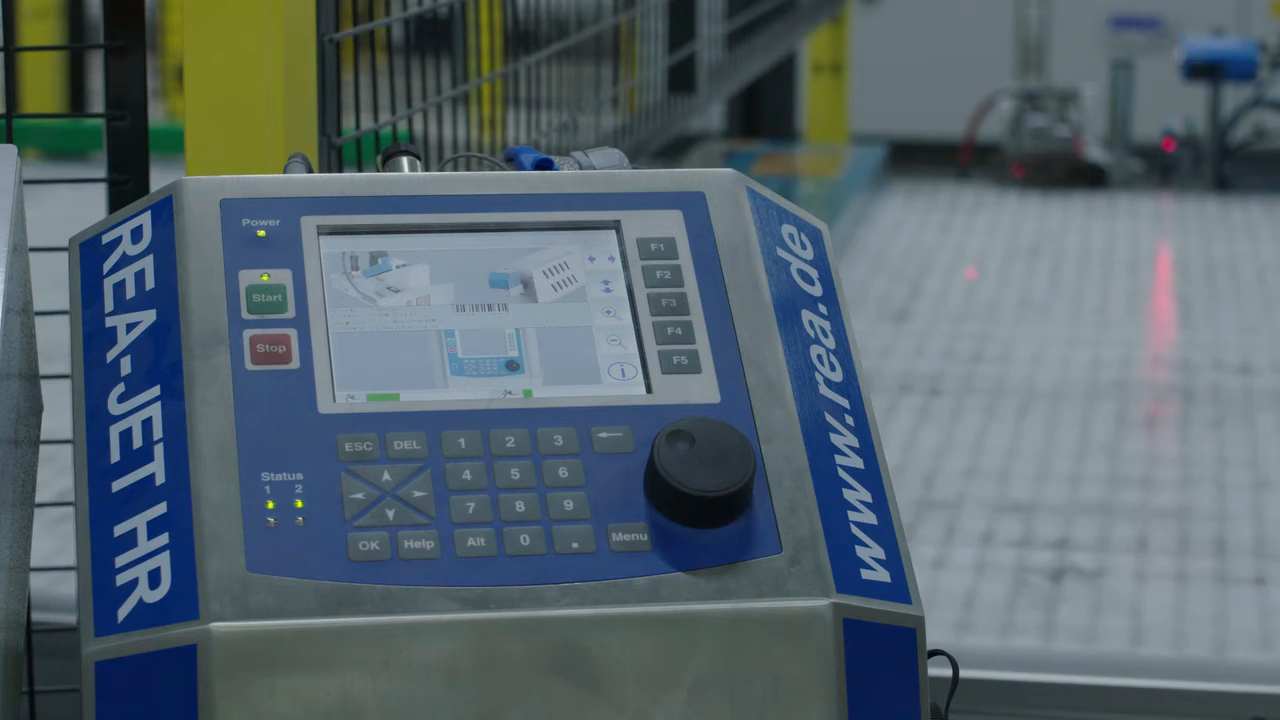 REA-JET HR
Power
Start
Stop
F1
F2
F3
F4
F5
i
ESC
DEL
1
2
3
4
5
6
7
8
9
OK
Help
Alt
0
.
Menu
Status
1 2
www.rea.de